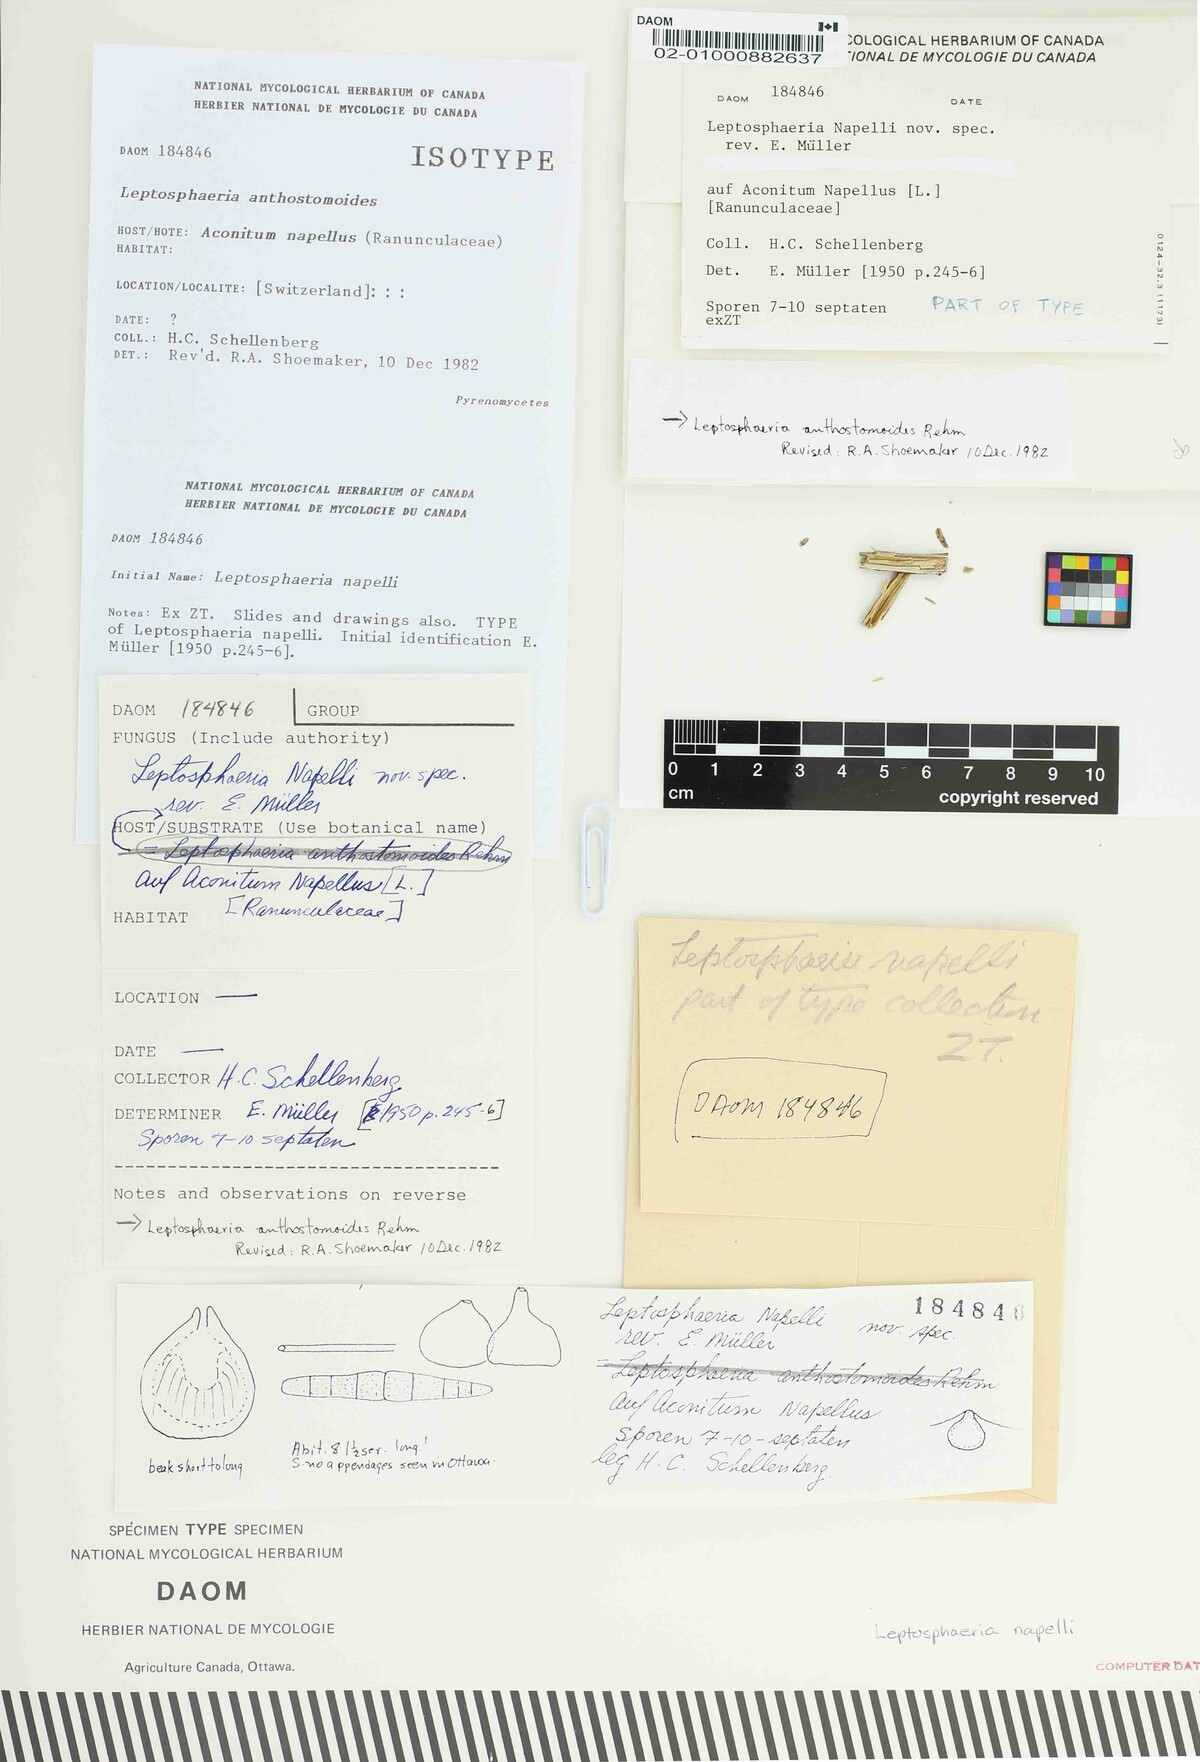 NATIONAL MYCOLOGICAL HERBARIUM OF CANADA
HERBIER NATIONAL DE MYCOLOGIE DU CANADA
DAOM 184846
ISOTYPE
Leptosphaeria anthostomoides
HOST/HOTE: Aconitum napellus (Ranunculaceae)
HABITAT:
LOCATION/LOCALITE: [Switzerland]: : :
DATE: ?
COLL.: H.C. Schellenberg
DET.: Rev'd. R.A. Shoemaker, 10 Dec 1982
Pyrenomycetes
NATIONAL MYCOLOGICAL HERBARIUM OF CANADA
HERBIER NATIONAL DE MYCOLOGIE DU CANADA
DAOM 184846
Initial Name: Leptosphaeria napelli
Notes: Ex ZT. Slides and drawings also. TYPE
of Leptosphaeria napelli. Initial identification E.
Müller [1950 p.245-6].
DAOM
02-01000882637
COLOGICAL HERBARIUM OF CANADA
TIONAL DE MYCOLOGIE DU CANADA
DAOM 184846 DATE
Leptosphaeria Napelli nov. spec.
rev. E. Müller
auf Aconitum Napellus [L.]
[Ranunculaceae]
Coll. H.C. Schellenberg
Det. E. Müller [1950 p.245-6]
Sporen 7-10 septaten PART OF TYPE
exZT
0124-32:3 (1173)
→ Leptosphaeria anthostomoides Rehm
Revised: R.A. Shoemaker 10 Dec. 1982
0 1 2 3 4 5 6 7 8 9 10
cm
copyright reserved
DAOM 184846 GROUP
FUNGUS (Include authority)
Leptosphaeria Napelli nov. spec.
rev. E. Müller
HOST/SUBSTRATE (Use botanical name)
= Leptosphaeria anthostomoides Rehm
auf Aconitum Napellus [L.]
[Ranunculaceae]
HABITAT
LOCATION —
DATE —
COLLECTOR H.C. Schellenberg
DETERMINER E. Müller [1950 p. 245-6]
Sporen 7-10 septaten
Notes and observations on reverse
→ Leptosphaeria anthostomoides Rehm
Revised: R.A. Shoemaker 10 Dec. 1982
Leptosphaeria napelli
part of type collection
ZT.
DAOM 184846
beak short to long
Abit. 8 1½ ser. long!
S. no appendages seen in Ottawa.
184846
Leptosphaeria Napelli nov. spec.
rev. E. Müller
= Leptosphaeria anthostomoides Rehm
auf Aconitum Napellus
Sporen 7-10-septaten
leg H. C. Schellenberg.
SPÉCIMEN TYPE SPECIMEN
NATIONAL MYCOLOGICAL HERBARIUM
DAOM
HERBIER NATIONAL DE MYCOLOGIE
Agriculture Canada, Ottawa.
Leptosphaeria napelli
COMPUTER DAT